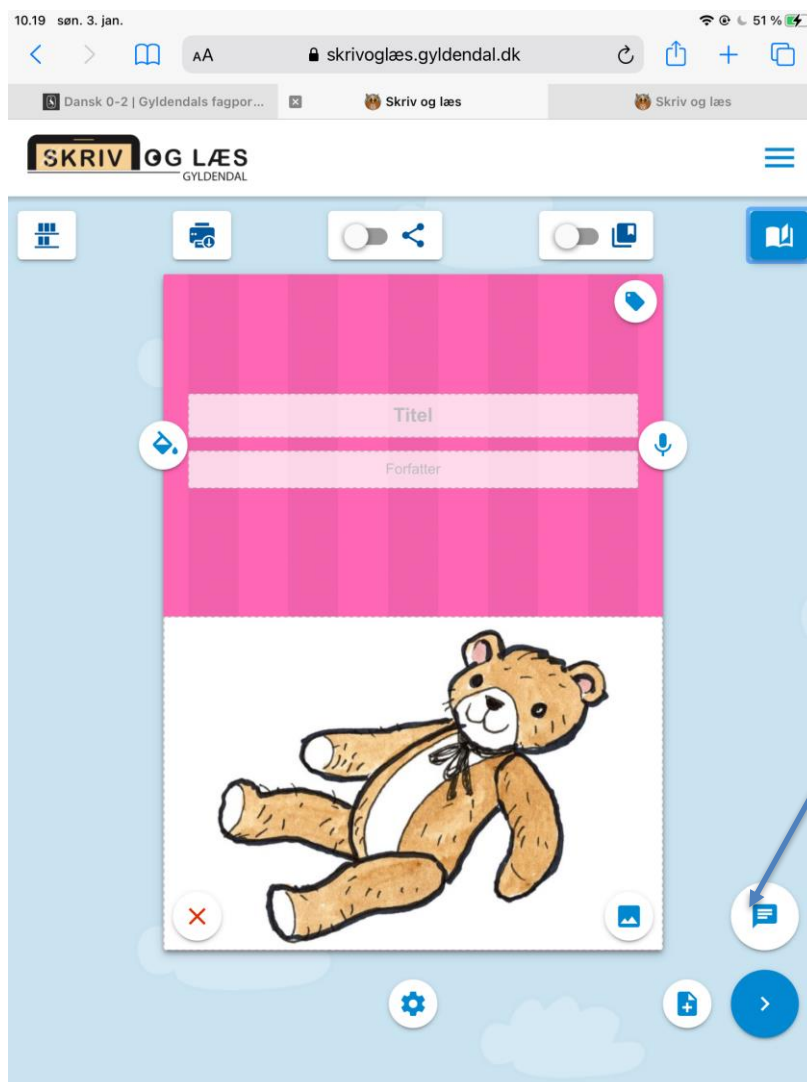 10.19 søn. 3. jan.
51 %
AA
skrivoglæs.gyldendal.dk
Dansk 0-2 | Gyldendals fagpor...
Skriv og læs
Skriv og læs
SKRIV OG LÆS
GYLDENDAL
Titel
Forfatter